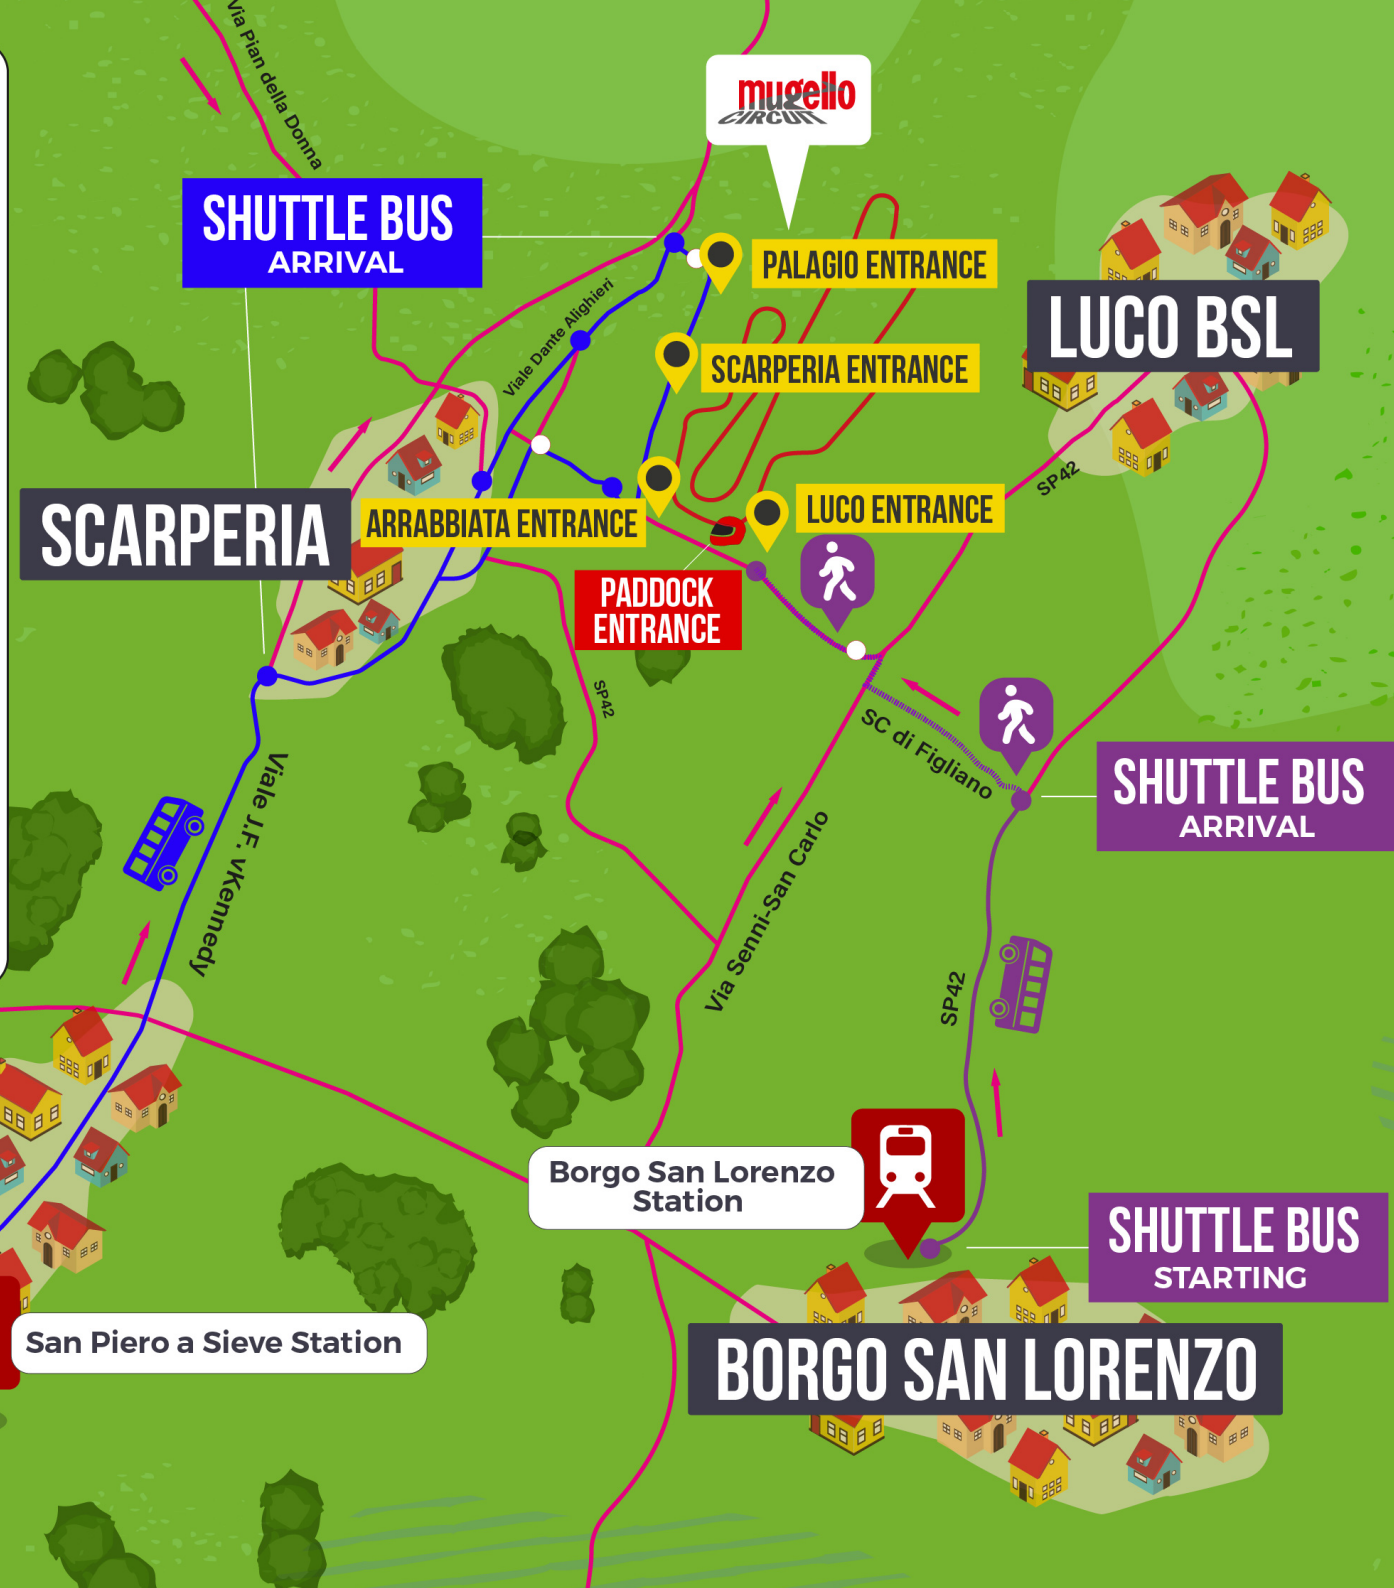 Via Pian della Donna
mugello
CIRCUIT
SHUTTLE BUS
ARRIVAL
PALAGIO ENTRANCE
Viale Dante Alighieri
LUCO BSL
SCARPERIA ENTRANCE
SP42
SCARPERIA
ARRABBIATA ENTRANCE
LUCO ENTRANCE
PADDOCK
ENTRANCE
SP42
SC di Figliano
SHUTTLE BUS
ARRIVAL
Viale J.F. vKennedy
Via Senni-San Carlo
SP42
Borgo San Lorenzo
Station
SHUTTLE BUS
STARTING
San Piero a Sieve Station
BORGO SAN LORENZO